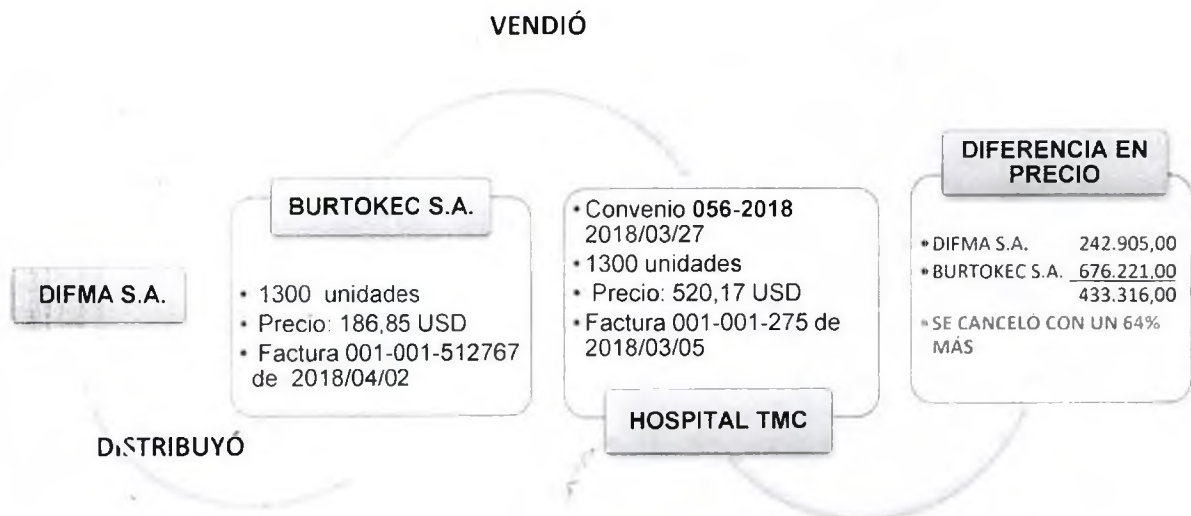 VENDIÓ
DIFMA S.A.
DISTRIBUYÓ
BURTOKEC S.A.
• 1300 unidades
• Precio: 186,85 USD
• Factura 001-001-512767
de 2018/04/02
• Convenio 056-2018
2018/03/27
• 1300 unidades
• Precio: 520,17 USD
• Factura 001-001-275 de
2018/03/05
HOSPITAL TMC
DIFERENCIA EN
PRECIO
• DIFMA S.A. 242.905,00
• BURTOKEC S.A. 676.221,00
433.316,00
• SE CANCELÓ CON UN 64%
MÁS